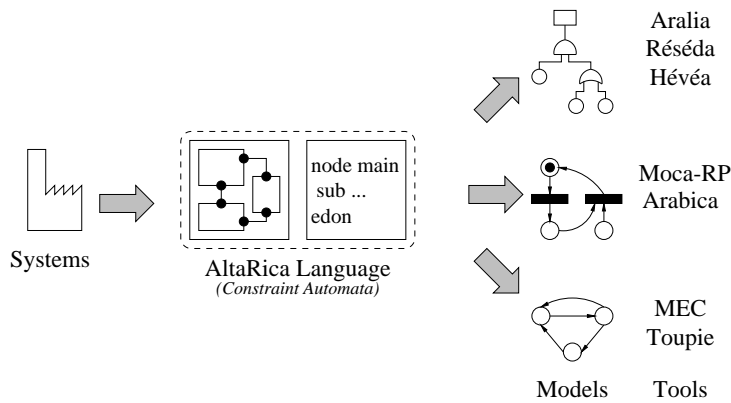 Aralia
Réséda
Hévéa
node main
sub ...
edon
Moca-RP
Arabica
Systems
AltaRica Language
(Constraint Automata)
MEC
Toupie
Models Tools